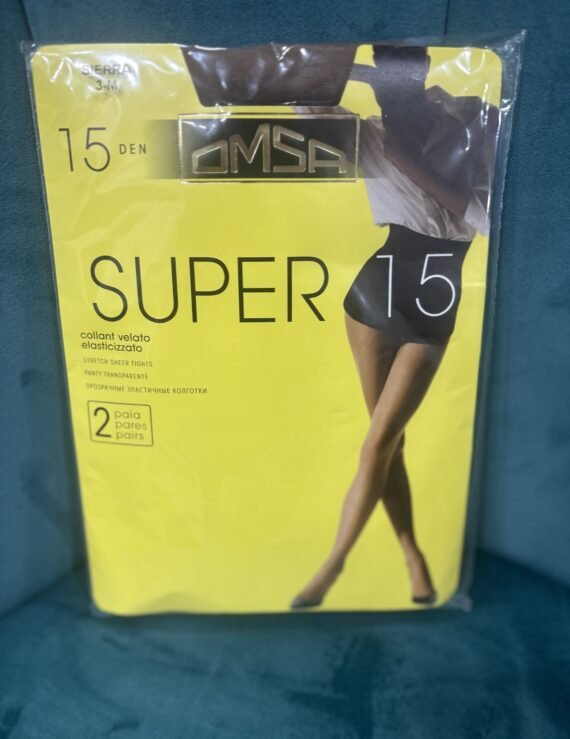 SIERRA
3-M
15 DEN
OMSA
SUPER 15
collant velato
elasticizzato
STRETCH SHEER TIGHTS
PANTY TRANSPARENTE
ПРОЗРАЧНЫЕ ЭЛАСТИЧНЫЕ КОЛГОТКИ
2 paia
pares
pairs